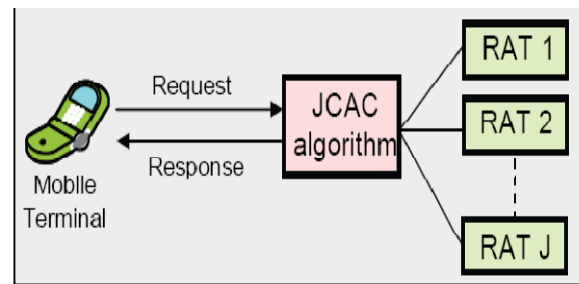 Request
Response
Mobile
Terminal
JCAC
algorithm
RAT 1
RAT 2
RAT J